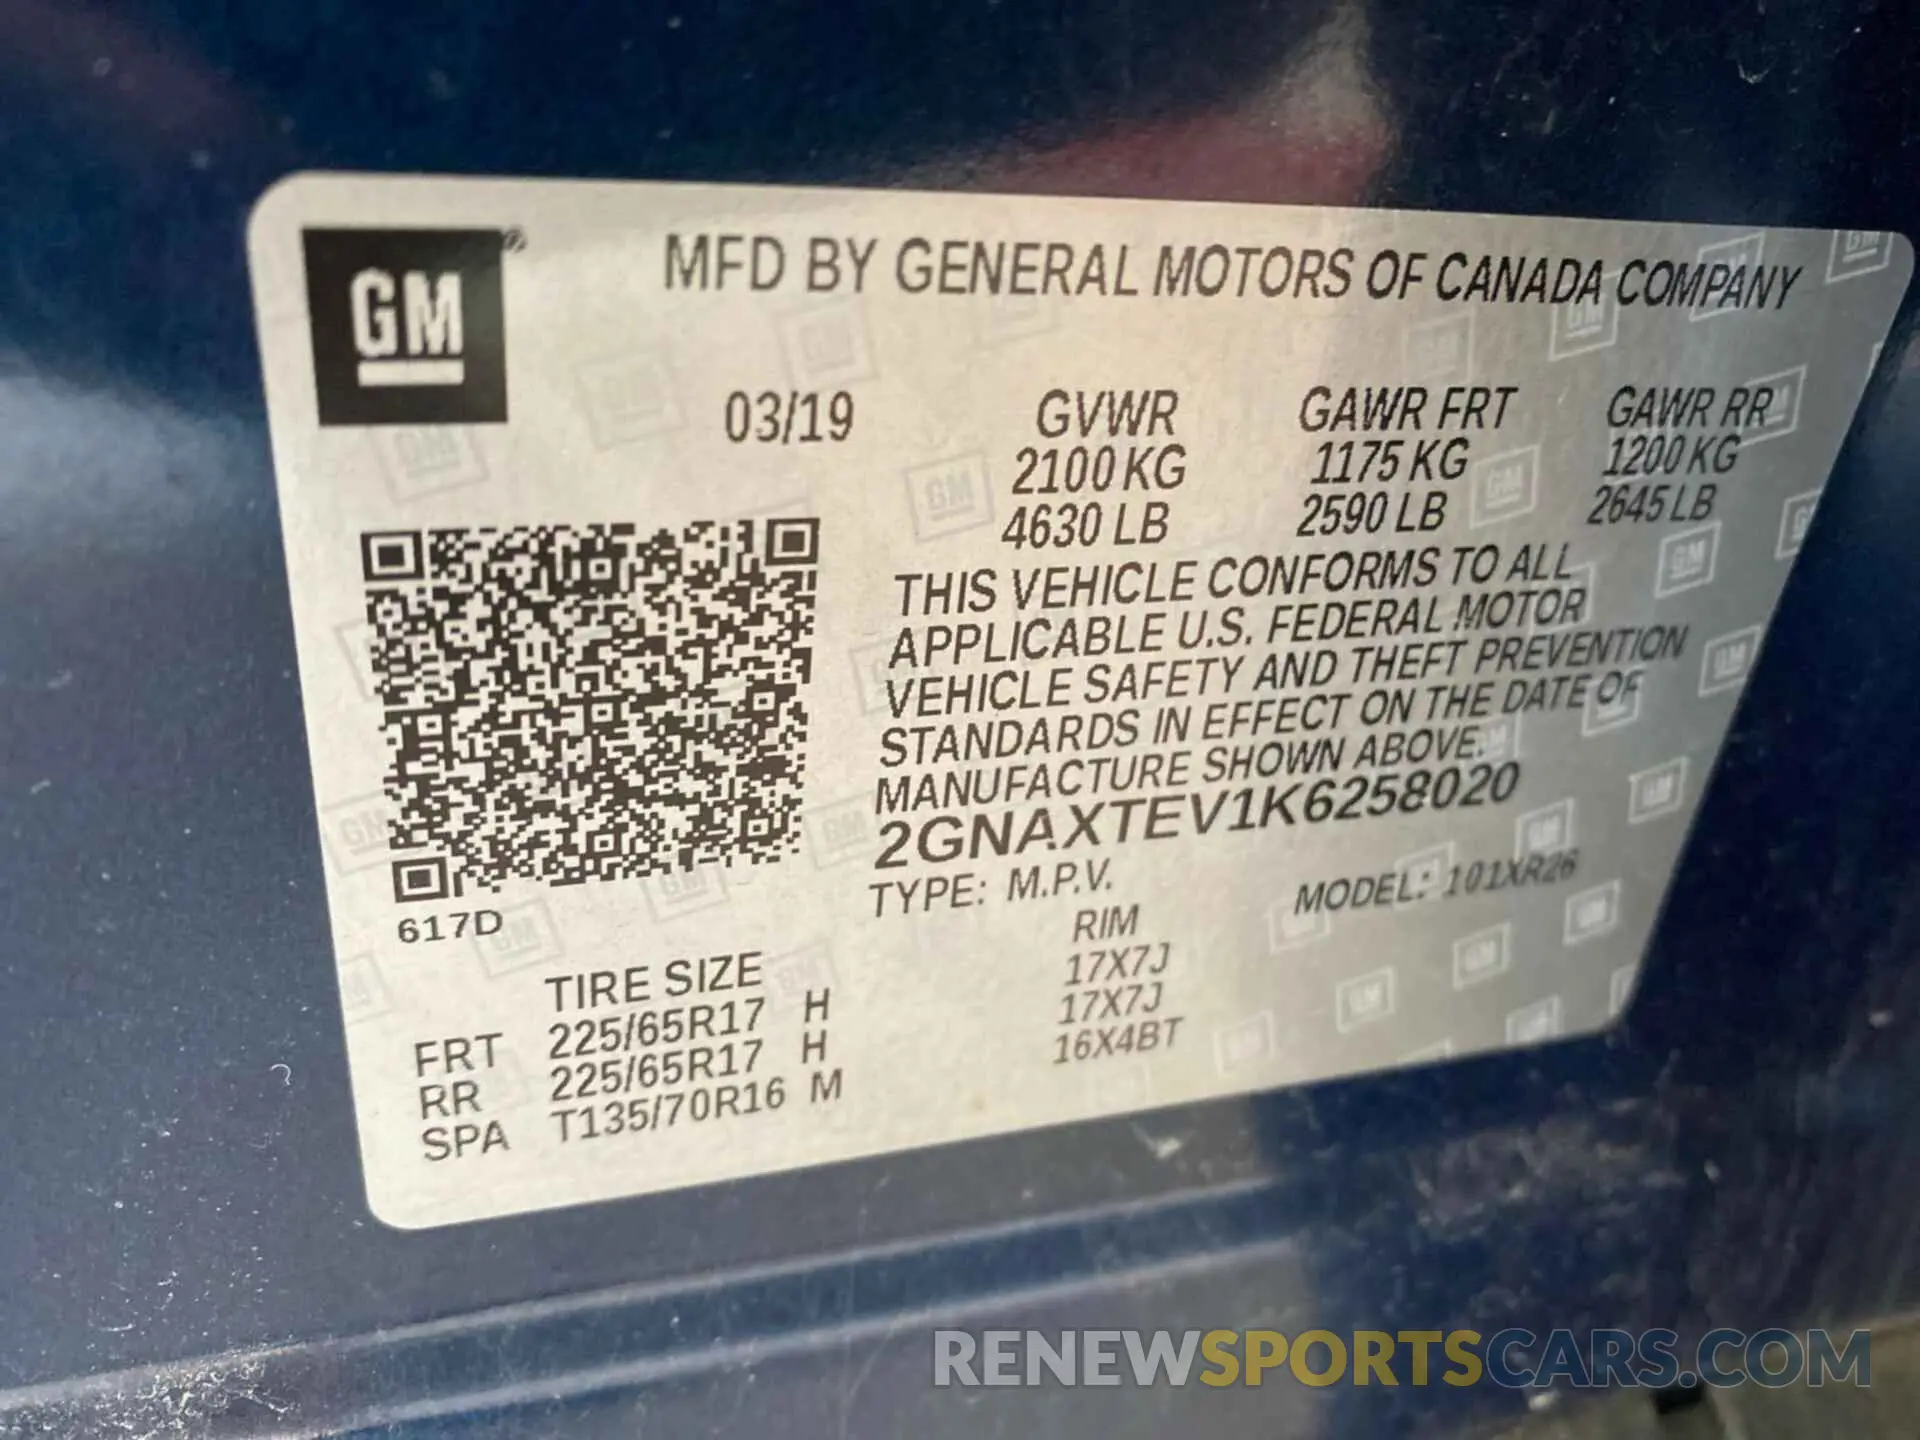 GM®
MFD BY GENERAL MOTORS OF CANADA COMPANY
03/19 GVWR GAWR FRT GAWR RR
2100 KG 1175 KG 1200 KG
4630 LB 2590 LB 2645 LB
THIS VEHICLE CONFORMS TO ALL
APPLICABLE U.S. FEDERAL MOTOR
VEHICLE SAFETY AND THEFT PREVENTION
STANDARDS IN EFFECT ON THE DATE OF
MANUFACTURE SHOWN ABOVE.
2GNAXTEV1K6258020
TYPE: M.P.V. MODEL: 101XR26
617D
TIRE SIZE RIM
FRT 225/65R17 H 17X7J
RR 225/65R17 H 17X7J
SPA T135/70R16 M 16X4BT
RENEWSPORTSCARS.COM